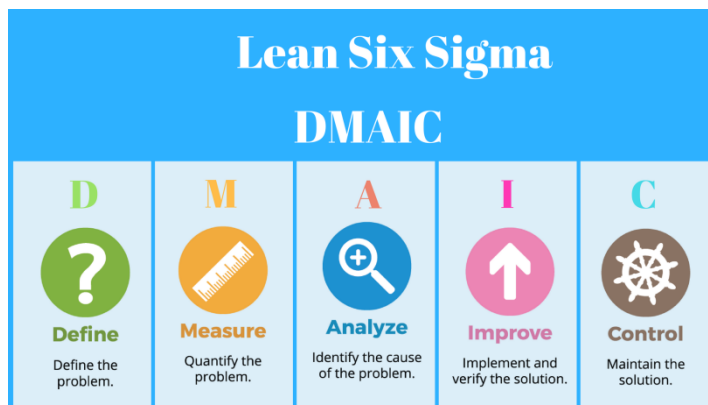 Lean Six Sigma
DMAIC
D
Define
Define the
problem.
M
Measure
Quantify the
problem.
A
Analyze
Identify the cause
of the problem.
I
Improve
Implement and
verify the solution.
C
Control
Maintain the
solution.